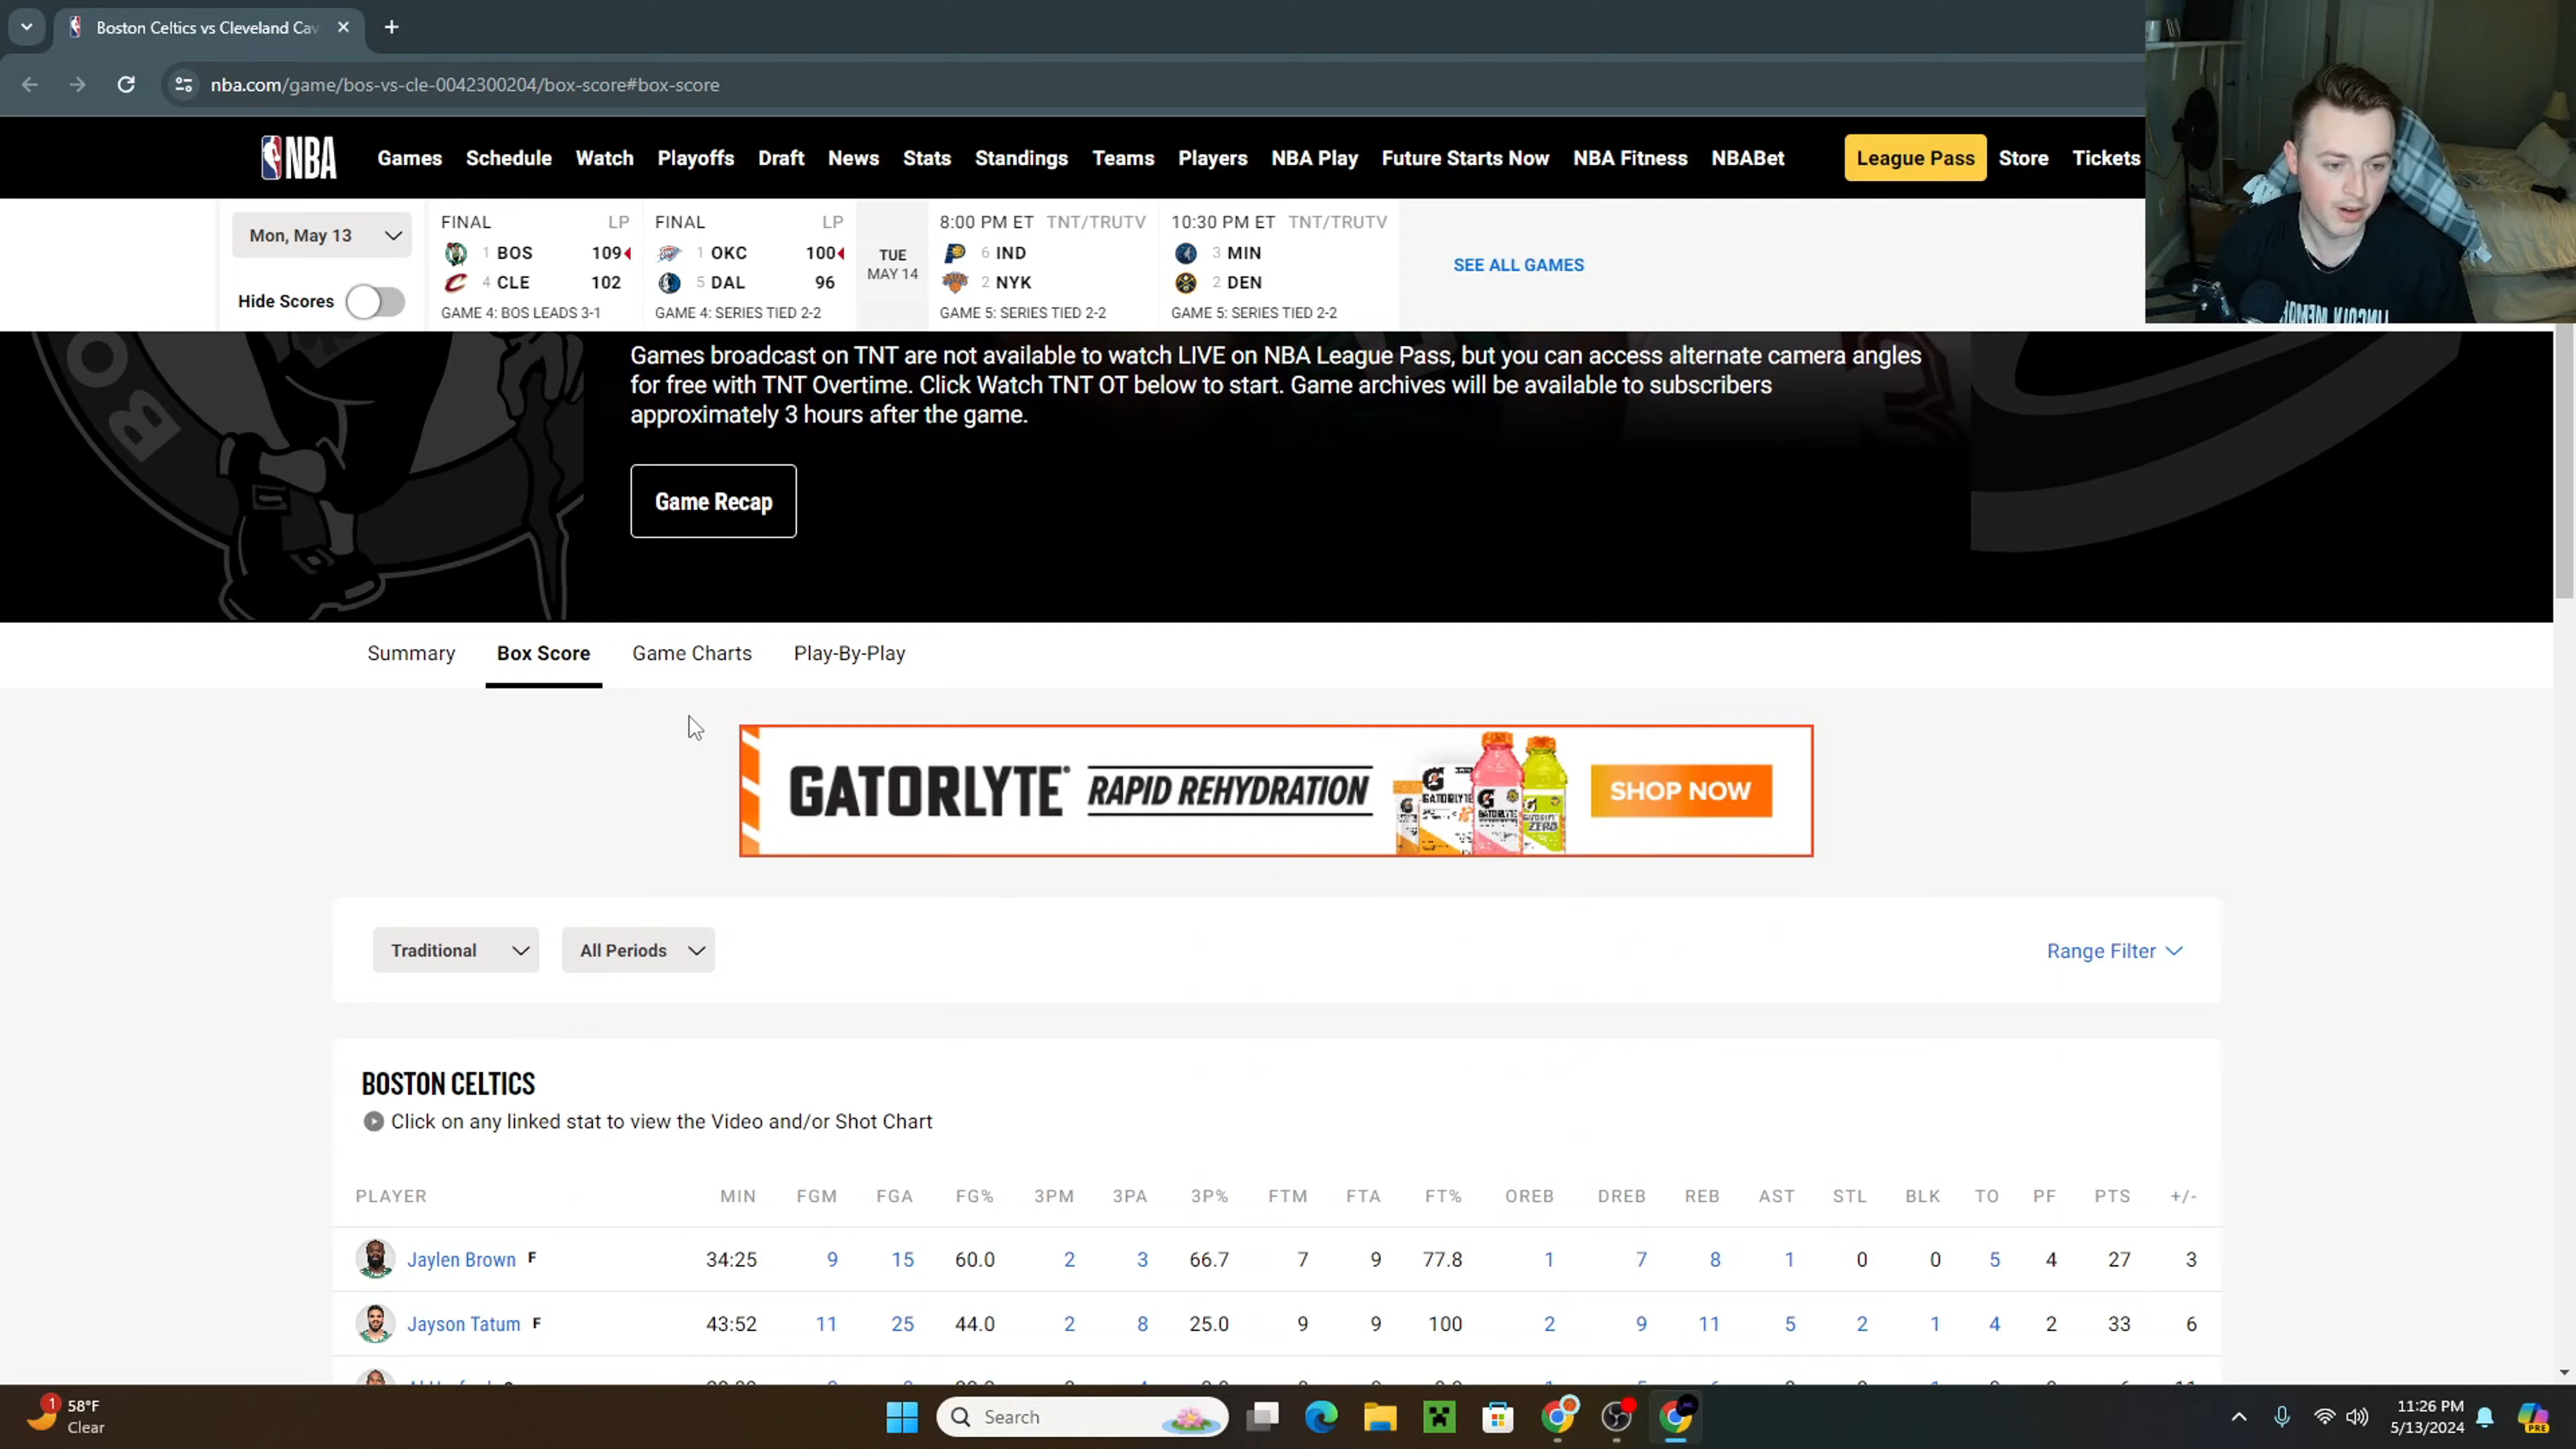 Boston Celtics vs Cleveland Cav
nba.com/game/bos-vs-cle-0042300204/box-score#box-score
NBA Games Schedule Watch Playoffs Draft News Stats Standings Teams Players NBA Play Future Starts Now NBA Fitness NBABet League Pass Store Tickets
Mon, May 13
Hide Scores
FINAL LP
1 BOS 109
4 CLE 102
GAME 4: BOS LEADS 3-1
FINAL LP
1 OKC 100
5 DAL 96
GAME 4: SERIES TIED 2-2
TUE
MAY 14
8:00 PM ET TNT/TRUTV
6 IND
2 NYK
GAME 5: SERIES TIED 2-2
10:30 PM ET TNT/TRUTV
3 MIN
2 DEN
GAME 5: SERIES TIED 2-2
SEE ALL GAMES
LINCOLN
BO
Games broadcast on TNT are not available to watch LIVE on NBA League Pass, but you can access alternate camera angles
for free with TNT Overtime. Click Watch TNT OT below to start. Game archives will be available to subscribers
approximately 3 hours after the game.
Game Recap
Summary Box Score Game Charts Play-By-Play
GATORLYTE RAPID REHYDRATION SHOP NOW
Traditional All Periods Range Filter
BOSTON CELTICS
Click on any linked stat to view the Video and/or Shot Chart
PLAYER MIN FGM FGA FG% 3PM 3PA 3P% FTM FTA FT% OREB DREB REB AST STL BLK TO PF PTS +/-
Jaylen Brown F 34:25 9 15 60.0 2 3 66.7 7 9 77.8 1 7 8 1 0 0 5 4 27 3
Jayson Tatum F 43:52 11 25 44.0 2 8 25.0 9 9 100 2 9 11 5 2 1 4 2 33 6
1 58°F
Clear
Search
11:26 PM
5/13/2024
PRE